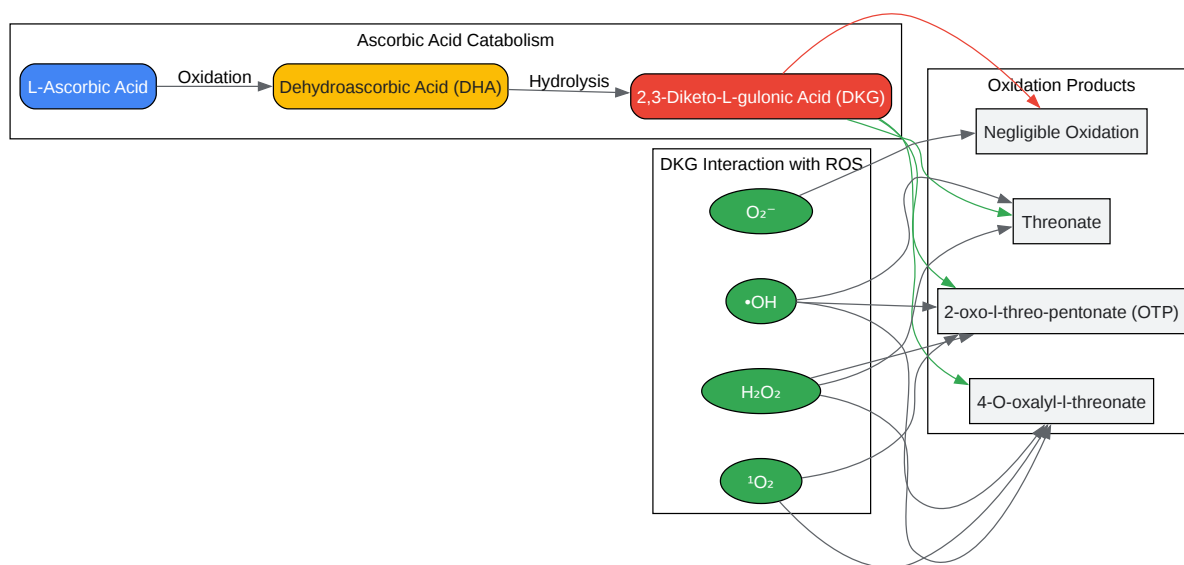 Ascorbic Acid Catabolism
L-Ascorbic Acid
Oxidation
Dehydroascorbic Acid (DHA)
Hydrolysis
2,3-Diketo-L-gulonic Acid (DKG)
DKG Interaction with ROS
O₂⁻
•OH
H₂O₂
¹O₂
Oxidation Products
Negligible Oxidation
Threonate
2-oxo-l-threo-pentonate (OTP)
4-O-oxalyl-l-threonate